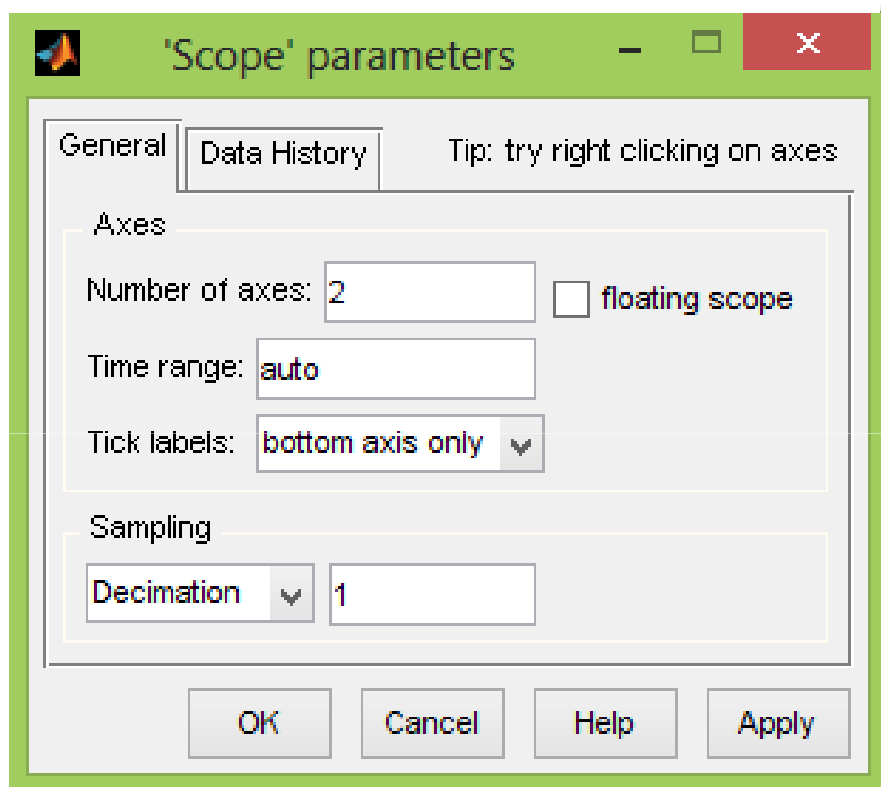 'Scope' parameters
General
Data History
Tip: try right clicking on axes
Axes
Number of axes: 2
floating scope
Time range: auto
Tick labels: bottom axis only
Sampling
Decimation 1
OK Cancel Help Apply